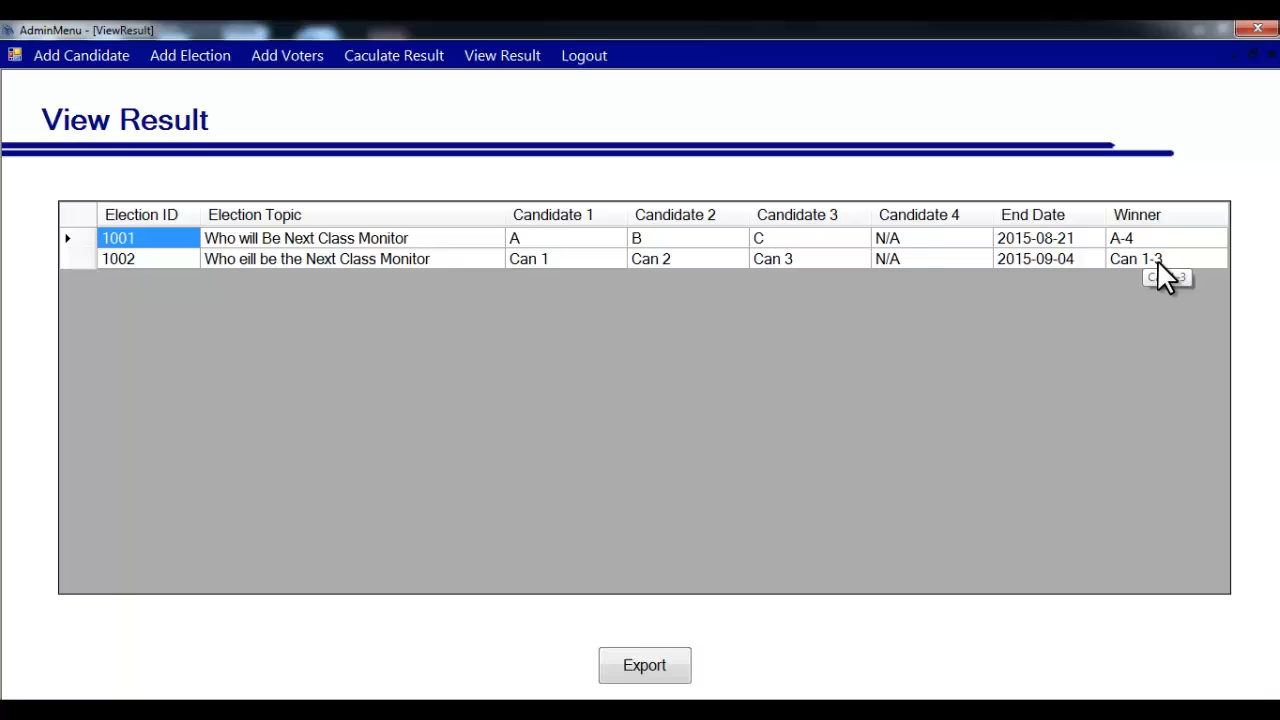 AdminMenu - [ViewResult]
Add Candidate Add Election Add Voters Caculate Result View Result Logout
View Result
Election ID Election Topic Candidate 1 Candidate 2 Candidate 3 Candidate 4 End Date Winner
1001 Who will Be Next Class Monitor A B C N/A 2015-08-21 A-4
1002 Who eill be the Next Class Monitor Can 1 Can 2 Can 3 N/A 2015-09-04 Can 1-3
Export